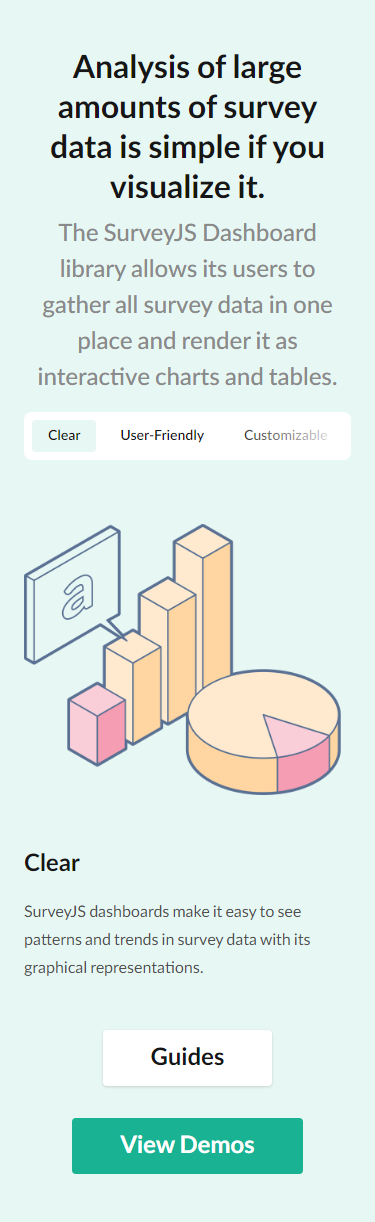 Analysis of large
amounts of survey
data is simple if you
visualize it.
The SurveyJS Dashboard
library allows its users to
gather all survey data in one
place and render it as
interactive charts and tables.
Clear User-Friendly Customizable
a
Clear
SurveyJS dashboards make it easy to see
patterns and trends in survey data with its
graphical representations.
Guides
View Demos